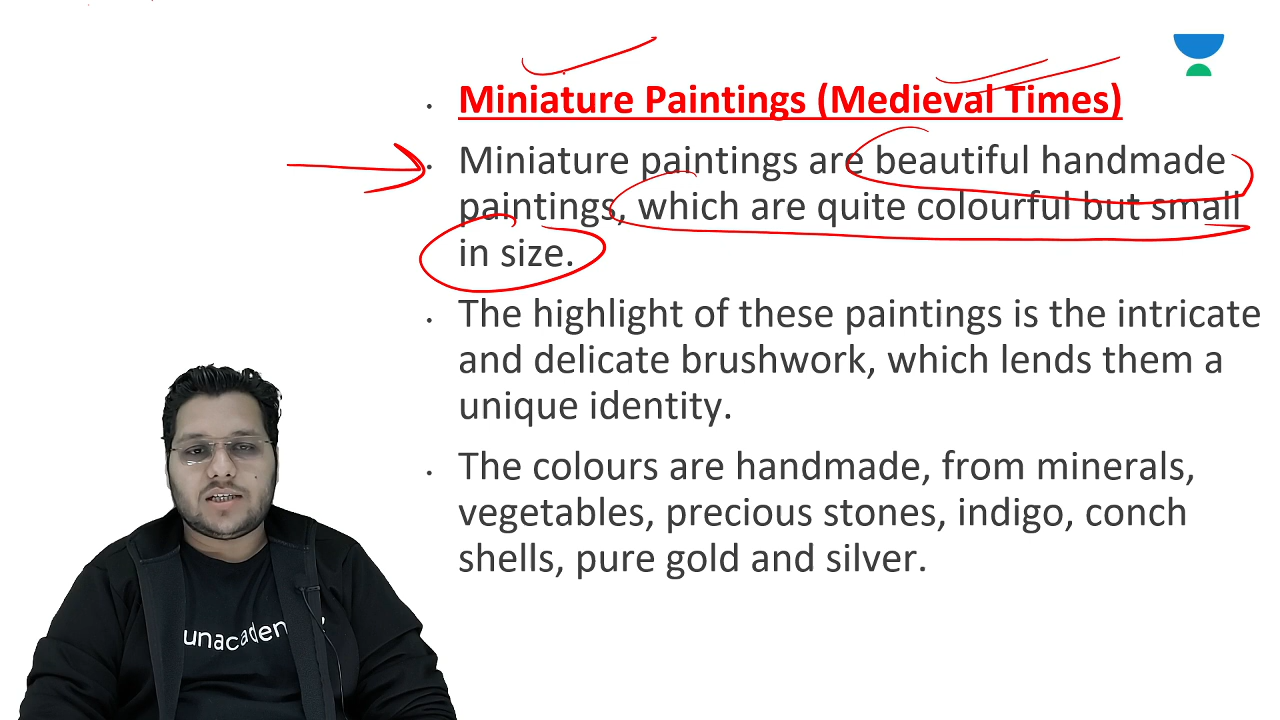 Miniature Paintings (Medieval Times)
Miniature paintings are beautiful handmade
paintings, which are quite colourful but small
in size.
The highlight of these paintings is the intricate
and delicate brushwork, which lends them a
unique identity.
The colours are handmade, from minerals,
vegetables, precious stones, indigo, conch
shells, pure gold and silver.